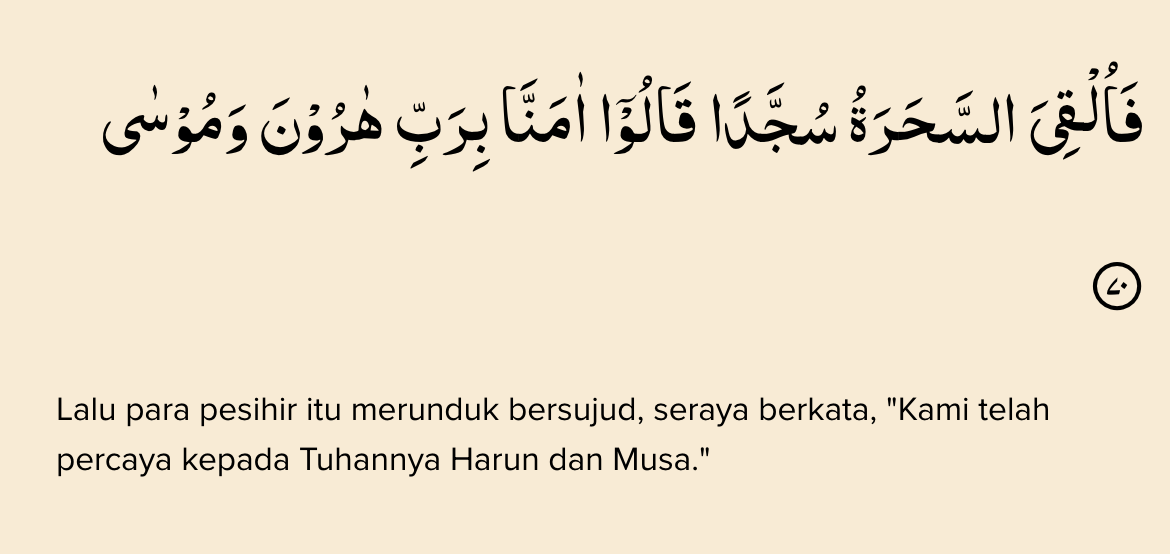 فَاُلْقِيَ السَّحَرَةُ سُجَّدًا قَالُوْٓا اٰمَنَّا بِرَبِّ هٰرُوْنَ وَمُوْسٰى
٧٠
Lalu para pesihir itu merunduk bersujud, seraya berkata, "Kami telah
percaya kepada Tuhannya Harun dan Musa."